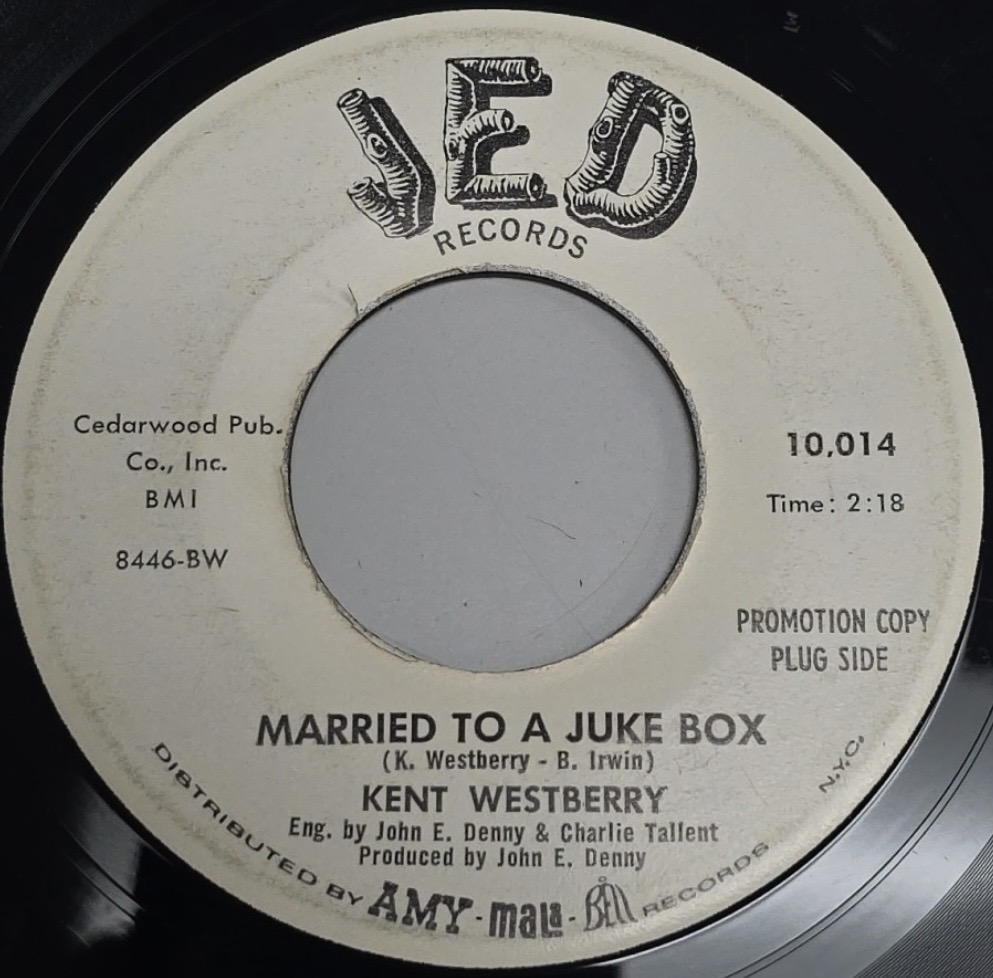 JED
RECORDS
Cedarwood Pub.
Co., Inc.
BMI
8446-BW
10,014
Time: 2:18
PROMOTION COPY
PLUG SIDE
MARRIED TO A JUKE BOX
(K. Westberry - B. Irwin)
KENT WESTBERRY
Eng. by John E. Denny & Charlie Tallent
Produced by John E. Denny
DISTRIBUTED BY AMY - mala - BELL RECORDS N.Y.C.